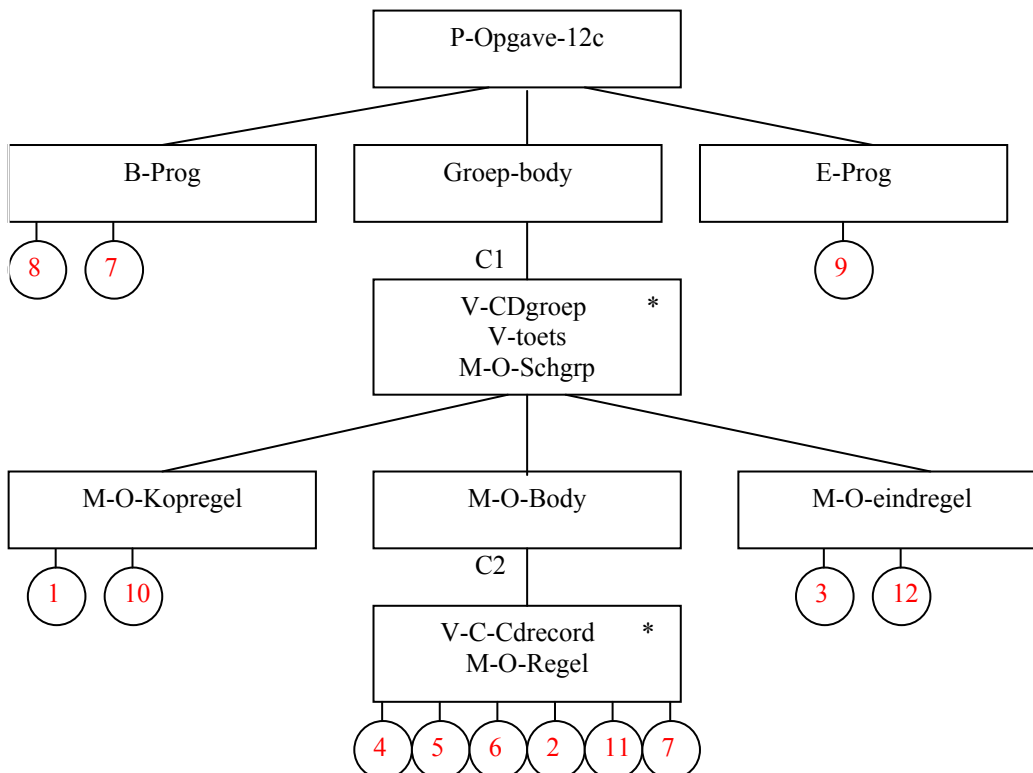 P-Opgave-12c
B-Prog
Groep-body
E-Prog
8
7
9
C1
V-CDgroep *
V-toets
M-O-Schgrp
M-O-Kopregel
M-O-Body
M-O-eindregel
1
10
3
12
C2
V-C-Cdrecord *
M-O-Regel
4
5
6
2
11
7